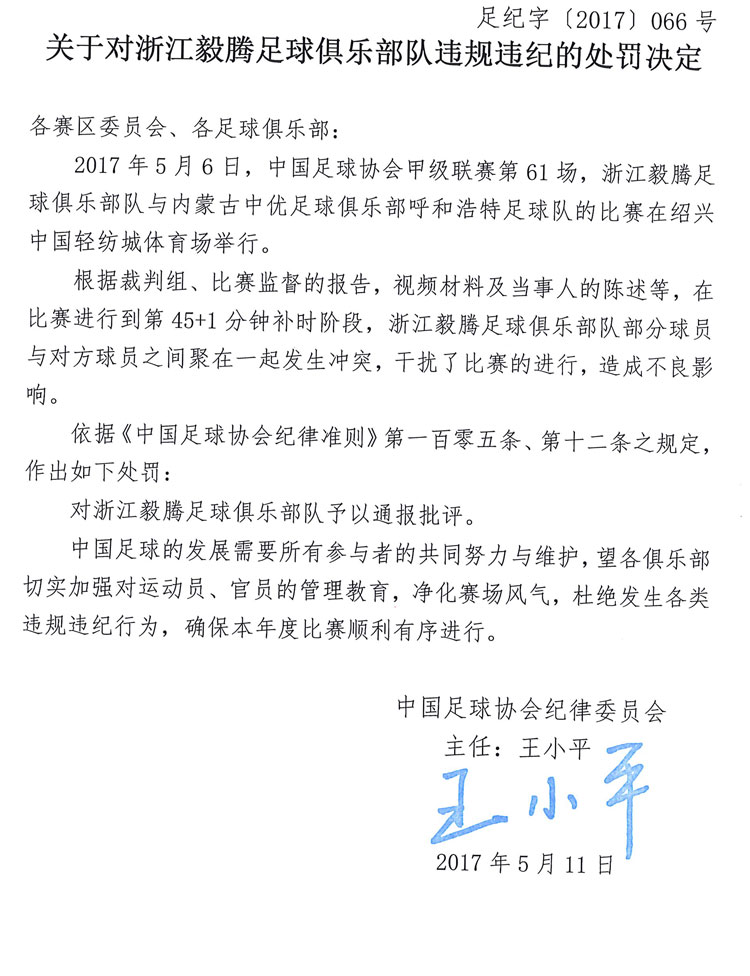 足纪字〔2017〕066号
关于对浙江毅腾足球俱乐部队违规违纪的处罚决定
各赛区委员会、各足球俱乐部：
2017年5月6日，中国足球协会甲级联赛第61场，浙江毅腾足
球俱乐部队与内蒙古中优足球俱乐部呼和浩特足球队的比赛在绍兴
中国轻纺城体育场举行。
根据裁判组、比赛监督的报告，视频材料及当事人的陈述等，在
比赛进行到第45+1分钟补时阶段，浙江毅腾足球俱乐部队部分球员
与对方球员之间聚在一起发生冲突，干扰了比赛的进行，造成不良影
响。
依据《中国足球协会纪律准则》第一百零五条、第十二条之规定，
作出如下处罚：
对浙江毅腾足球俱乐部队予以通报批评。
中国足球的发展需要所有参与者的共同努力与维护，望各俱乐部
切实加强对运动员、官员的管理教育，净化赛场风气，杜绝发生各类
违规违纪行为，确保本年度比赛顺利有序进行。
中国足球协会纪律委员会
主任：王小平
王小平
2017年5月11日